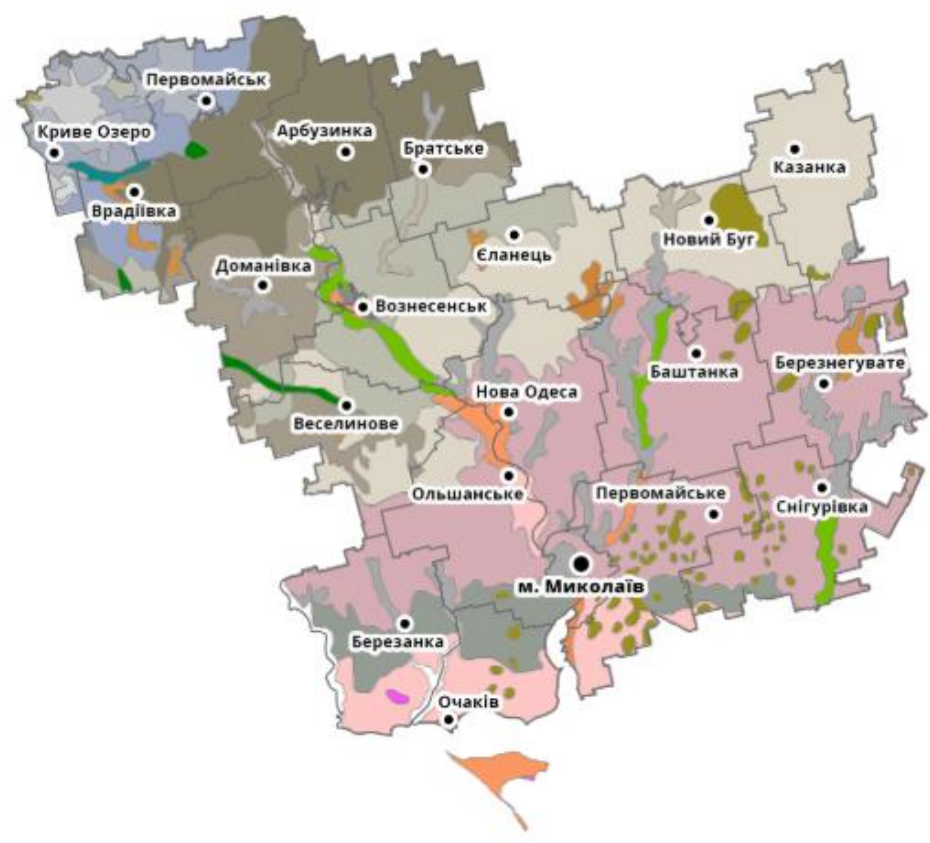 Первомайськ
Криве Озеро
Арбузинка
Братське
Казанка
Врадіївка
Новий Буг
Єланець
Доманівка
Вознесенськ
Баштанка
Березнегувате
Нова Одеса
Веселинове
Ольшанське
Первомайське
Снігурівка
м. Миколаїв
Березанка
Очаків